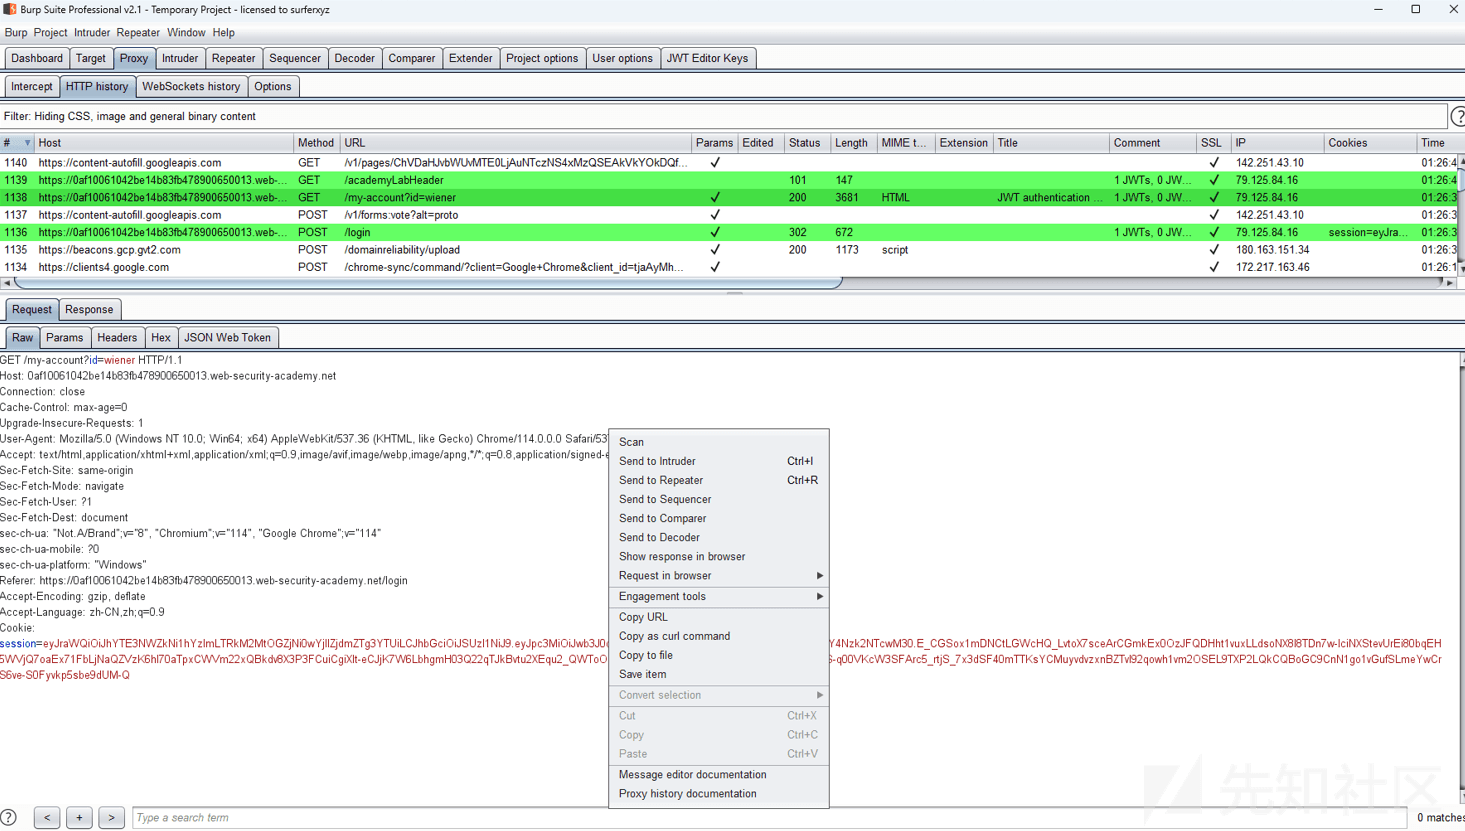 Burp Suite Professional v2.1 - Temporary Project - licensed to surferxyz
Burp Project Intruder Repeater Window Help
Dashboard Target Proxy Intruder Repeater Sequencer Decoder Comparer Extender Project options User options JWT Editor Keys
Intercept HTTP history WebSockets history Options
Filter: Hiding CSS, image and general binary content
# Host Method URL Params Edited Status Length MIME t... Extension Title Comment SSL IP Cookies Time
1140 https://content-autofill.googleapis.com GET ✓ ✓ 142.251.43.10 01:26:4
1139 https://0af10061042be14b83fb478900650013.web-... GET /academyLabHeader 101 147 1 JWTs, 0 JW... ✓ 79.125.84.16 01:26:4
1138 https://0af10061042be14b83fb478900650013.web-... GET /my-account?id=wiener ✓ 200 3681 HTML JWT authentication ... 1 JWTs, 0 JW... ✓ 79.125.84.16 01:26:3
1137 https://content-autofill.googleapis.com POST /v1/forms:vote?alt=proto ✓ ✓ 142.251.43.10 01:26:3
1136 https://0af10061042be14b83fb478900650013.web-... POST /login ✓ 302 672 1 JWTs, 0 JW... ✓ 79.125.84.16 session=eyJra... 01:26:3
1135 https://beacons.gcp.gvt2.com POST /domainreliability/upload ✓ 200 1173 script ✓ 180.163.151.34 01:26:3
1134 https://clients4.google.com POST /chrome-sync/command/?client=Google+Chrome&client_id=tjaAyMh... ✓ ✓ 172.217.163.46 01:26:1
Request Response
Raw Params Headers Hex JSON Web Token
GET /my-account?id=wiener HTTP/1.1
Host: 0af10061042be14b83fb478900650013.web-security-academy.net
Connection: close
Cache-Control: max-age=0
Upgrade-Insecure-Requests: 1
User-Agent: Mozilla/5.0 (Windows NT 10.0; Win64; x64) AppleWebKit/537.36 (KHTML, like Gecko) Chrome/114.0.0.0 Safari/53
Accept: text/html,application/xhtml+xml,application/xml;q=0.9,image/avif,image/webp,image/apng,*/*;q=0.8,application/signed-e
Sec-Fetch-Site: same-origin
Sec-Fetch-Mode: navigate
Sec-Fetch-User: ?1
Sec-Fetch-Dest: document
sec-ch-ua: "Not.A/Brand";v="8", "Chromium";v="114", "Google Chrome";v="114"
sec-ch-ua-mobile: ?0
sec-ch-ua-platform: "Windows"
Referer: https://0af10061042be14b83fb478900650013.web-security-academy.net/login
Accept-Encoding: gzip, deflate
Accept-Language: zh-CN,zh;q=0.9
Cookie:
session=
S6ve-S0Fyvkp5sbe9dUM-Q
Scan
Send to Intruder Ctrl+I
Send to Repeater Ctrl+R
Send to Sequencer
Send to Comparer
Send to Decoder
Show response in browser
Request in browser
Engagement tools
Copy URL
Copy as curl command
Copy to file
Save item
Convert selection
Cut Ctrl+X
Copy Ctrl+C
Paste Ctrl+V
Message editor documentation
Proxy history documentation
先知社区
? < + > Type a search term 0 matches